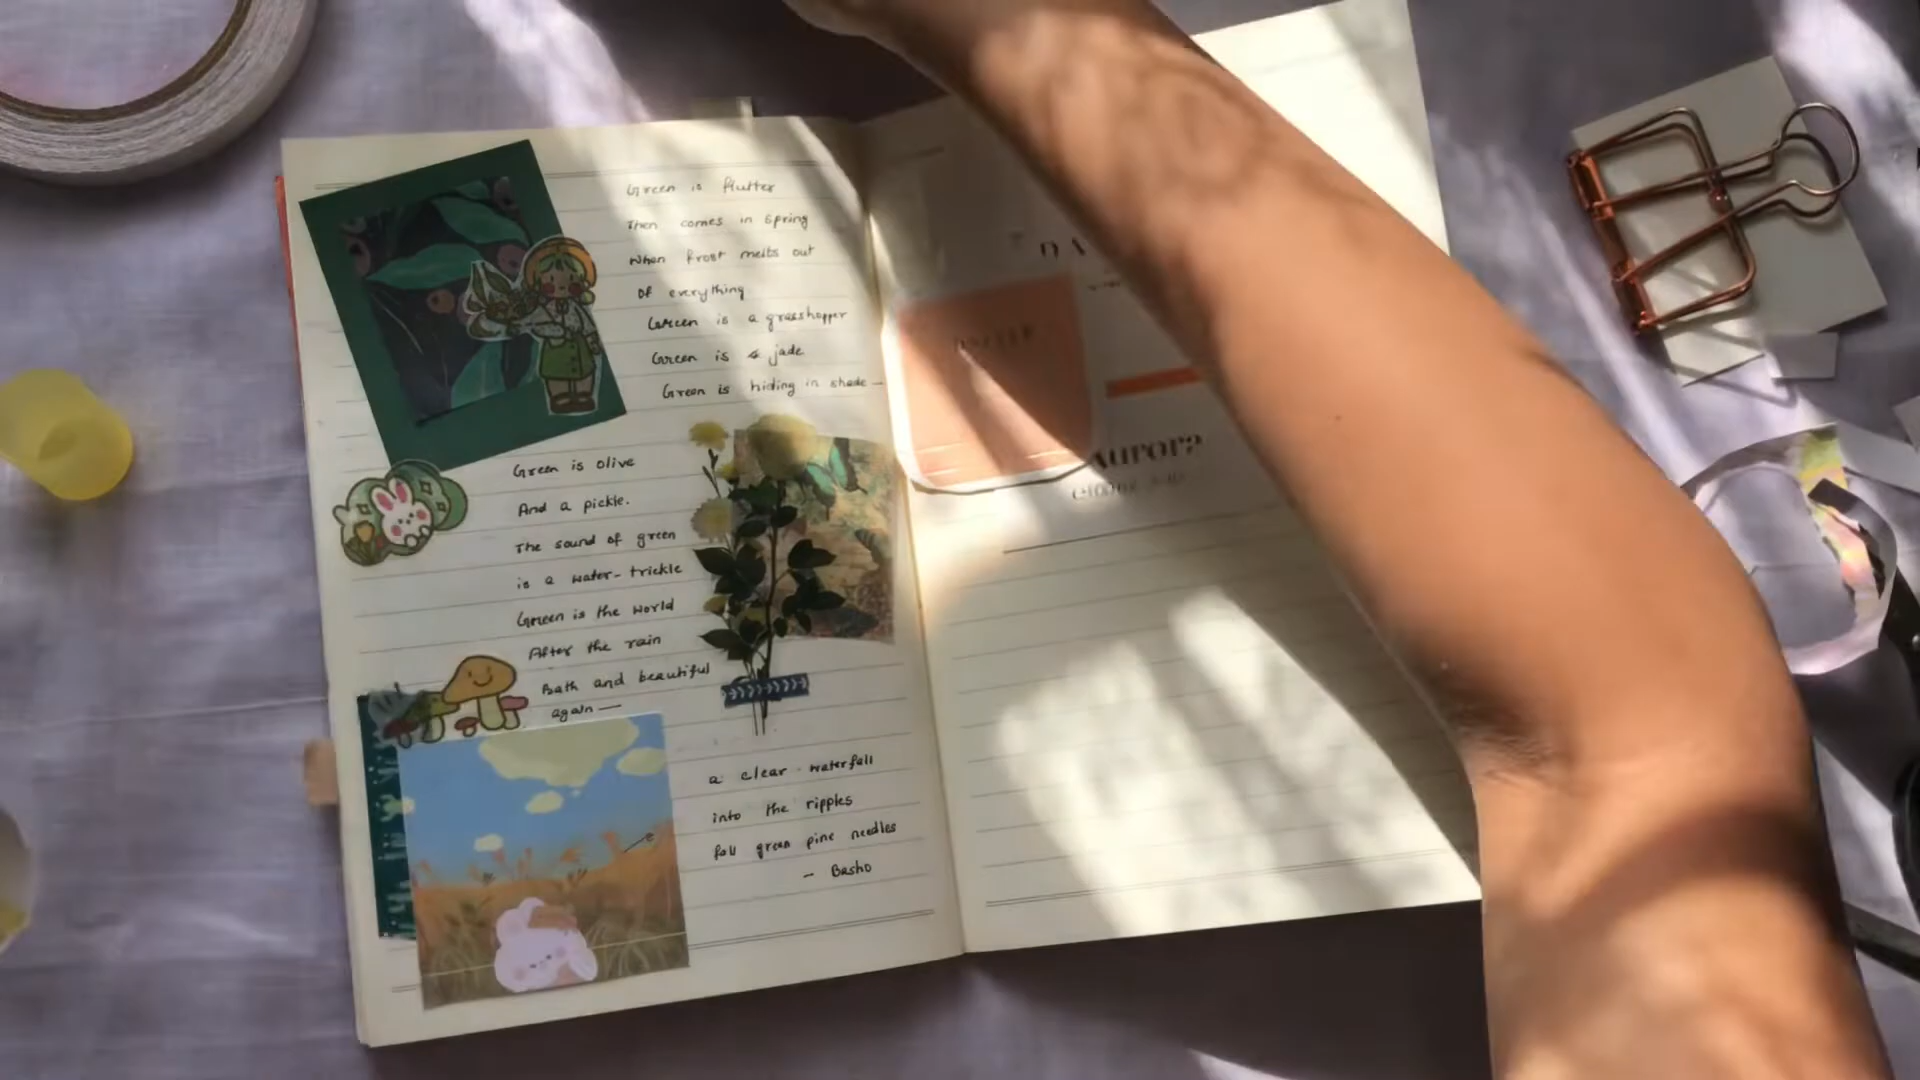 Green is flutter
Then comes in Spring
When frost melts out
Of everything
Green is a grasshopper
Green is a jade
Green is hiding in shade —
Green is olive
And a pickle.
The sound of green
is a water- trickle
Green is the world
After the rain
Bath and beautiful
again —
a clear waterfall
into the ripples
fall green pine needles
- Basho